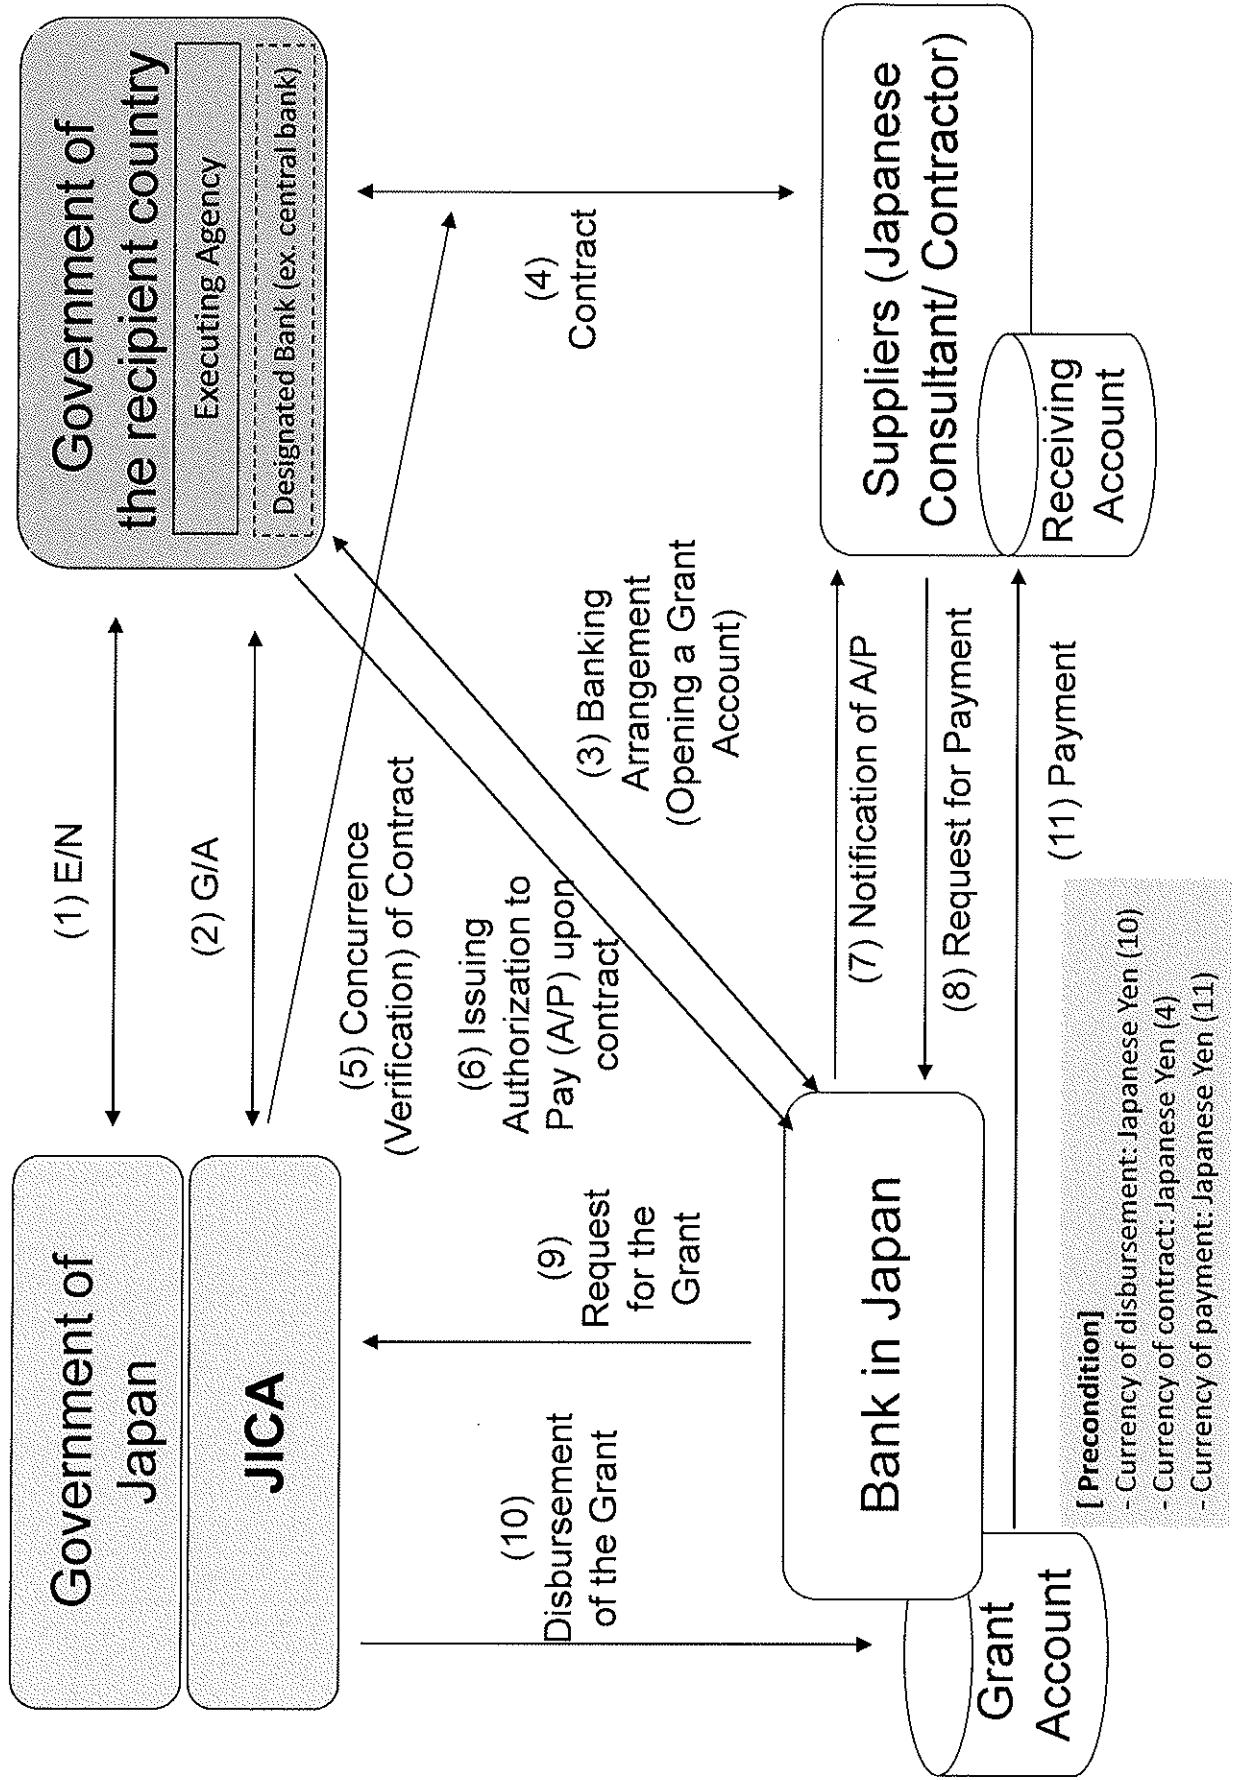 Government of
Japan
JICA
(1) E/N
(2) G/A
Government of
the recipient country
Executing Agency
Designated Bank (ex. central bank)
(5) Concurrence
(Verification) of Contract
(6) Issuing
Authorization to
Pay (A/P) upon
contract
(3) Banking
Arrangement
(Opening a Grant
Account)
(4)
Contract
(10)
Disbursement
of the Grant
(9)
Request
for the
Grant
Bank in Japan
Grant
Account
(7) Notification of A/P
(8) Request for Payment
(11) Payment
Suppliers (Japanese
Consultant/ Contractor)
Receiving
Account
[ Precondition]
- Currency of disbursement: Japanese Yen (10)
- Currency of contract: Japanese Yen (4)
- Currency of payment: Japanese Yen (11)